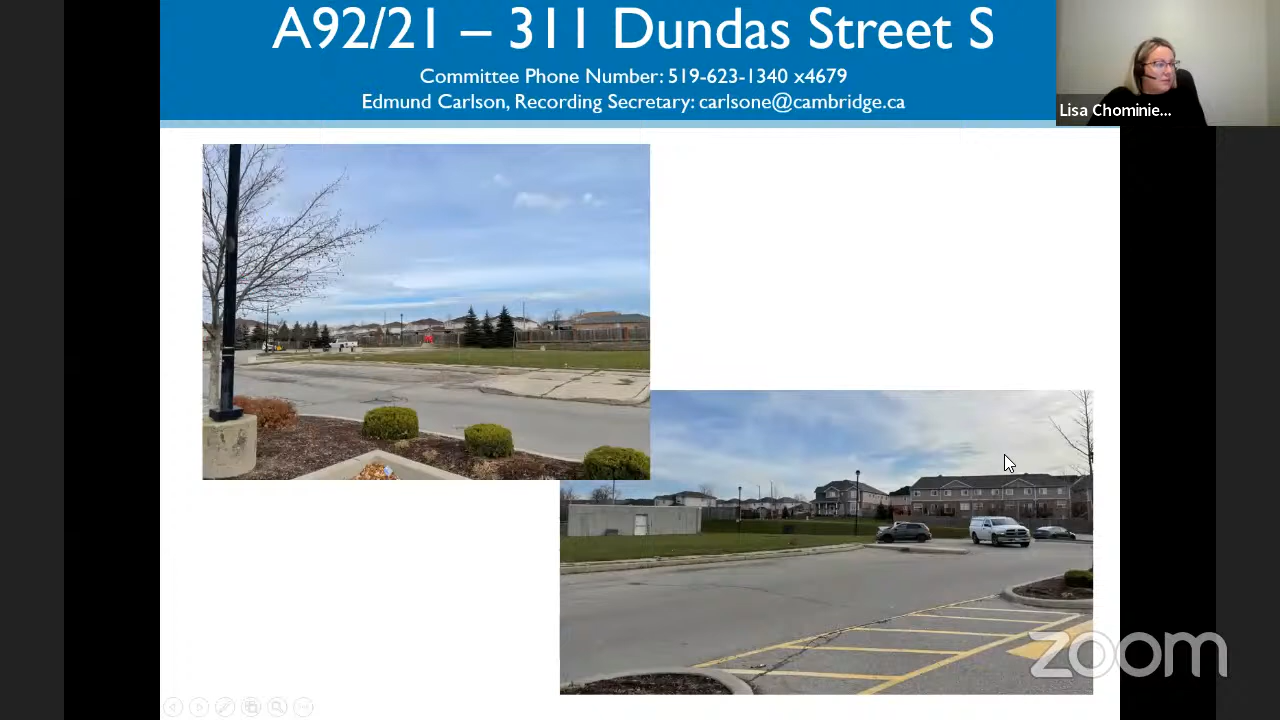 A92/21 – 311 Dundas Street S
Committee Phone Number: 519-623-1340 x4679
Edmund Carlson, Recording Secretary: carlsone@cambridge.ca
Lisa Chominie...
zoom